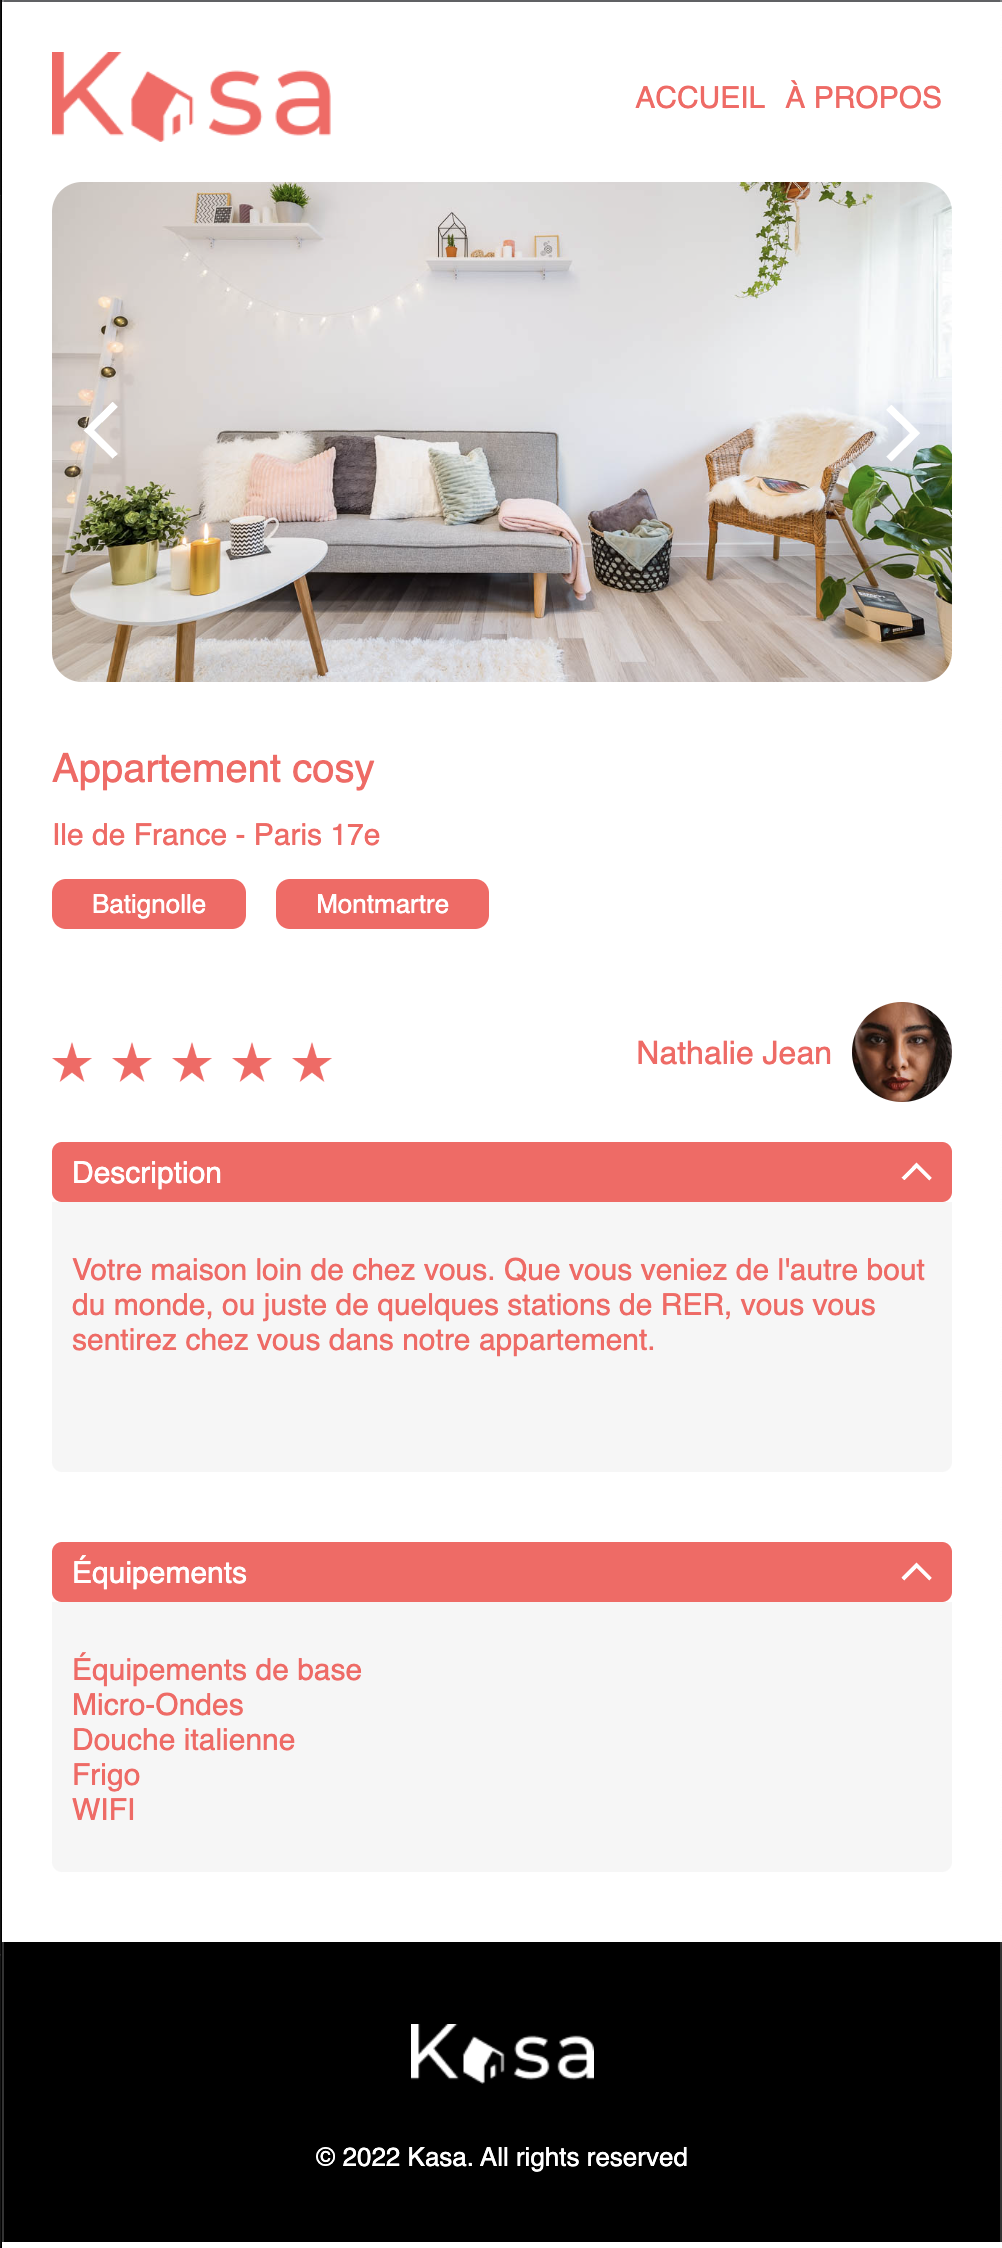 Kasa
ACCUEIL À PROPOS
Appartement cosy
Ile de France - Paris 17e
Batignolle Montmartre
★ ★ ★ ★ ★
Nathalie Jean
Description
Votre maison loin de chez vous. Que vous veniez de l'autre bout
du monde, ou juste de quelques stations de RER, vous vous
sentirez chez vous dans notre appartement.
Équipements
Équipements de base
Micro-Ondes
Douche italienne
Frigo
WIFI
Kasa
© 2022 Kasa. All rights reserved